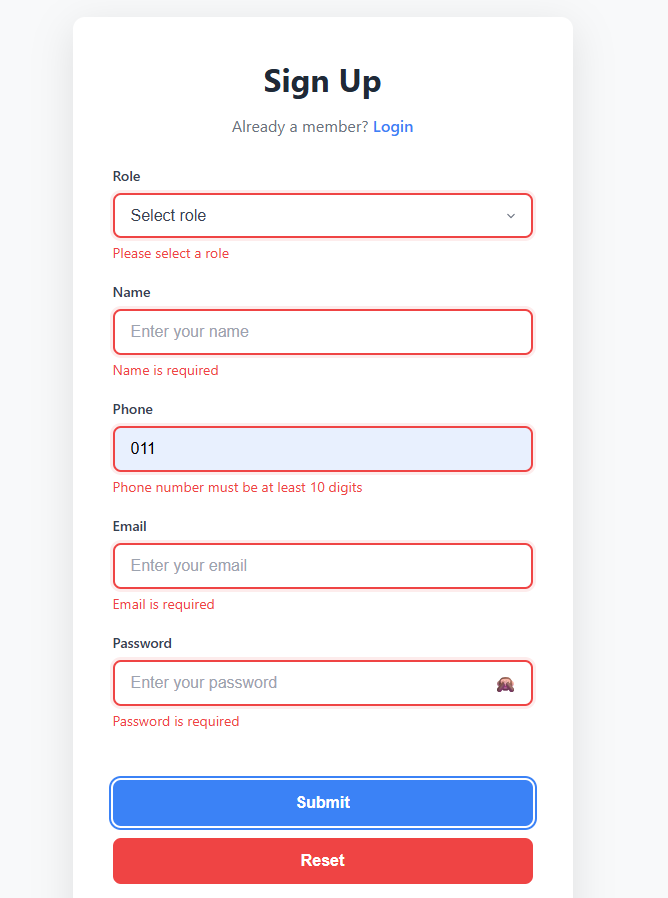 Sign Up
Already a member? Login
Role
Select role
Please select a role
Name
Enter your name
Name is required
Phone
011
Phone number must be at least 10 digits
Email
Enter your email
Email is required
Password
Enter your password
Password is required
Submit
Reset